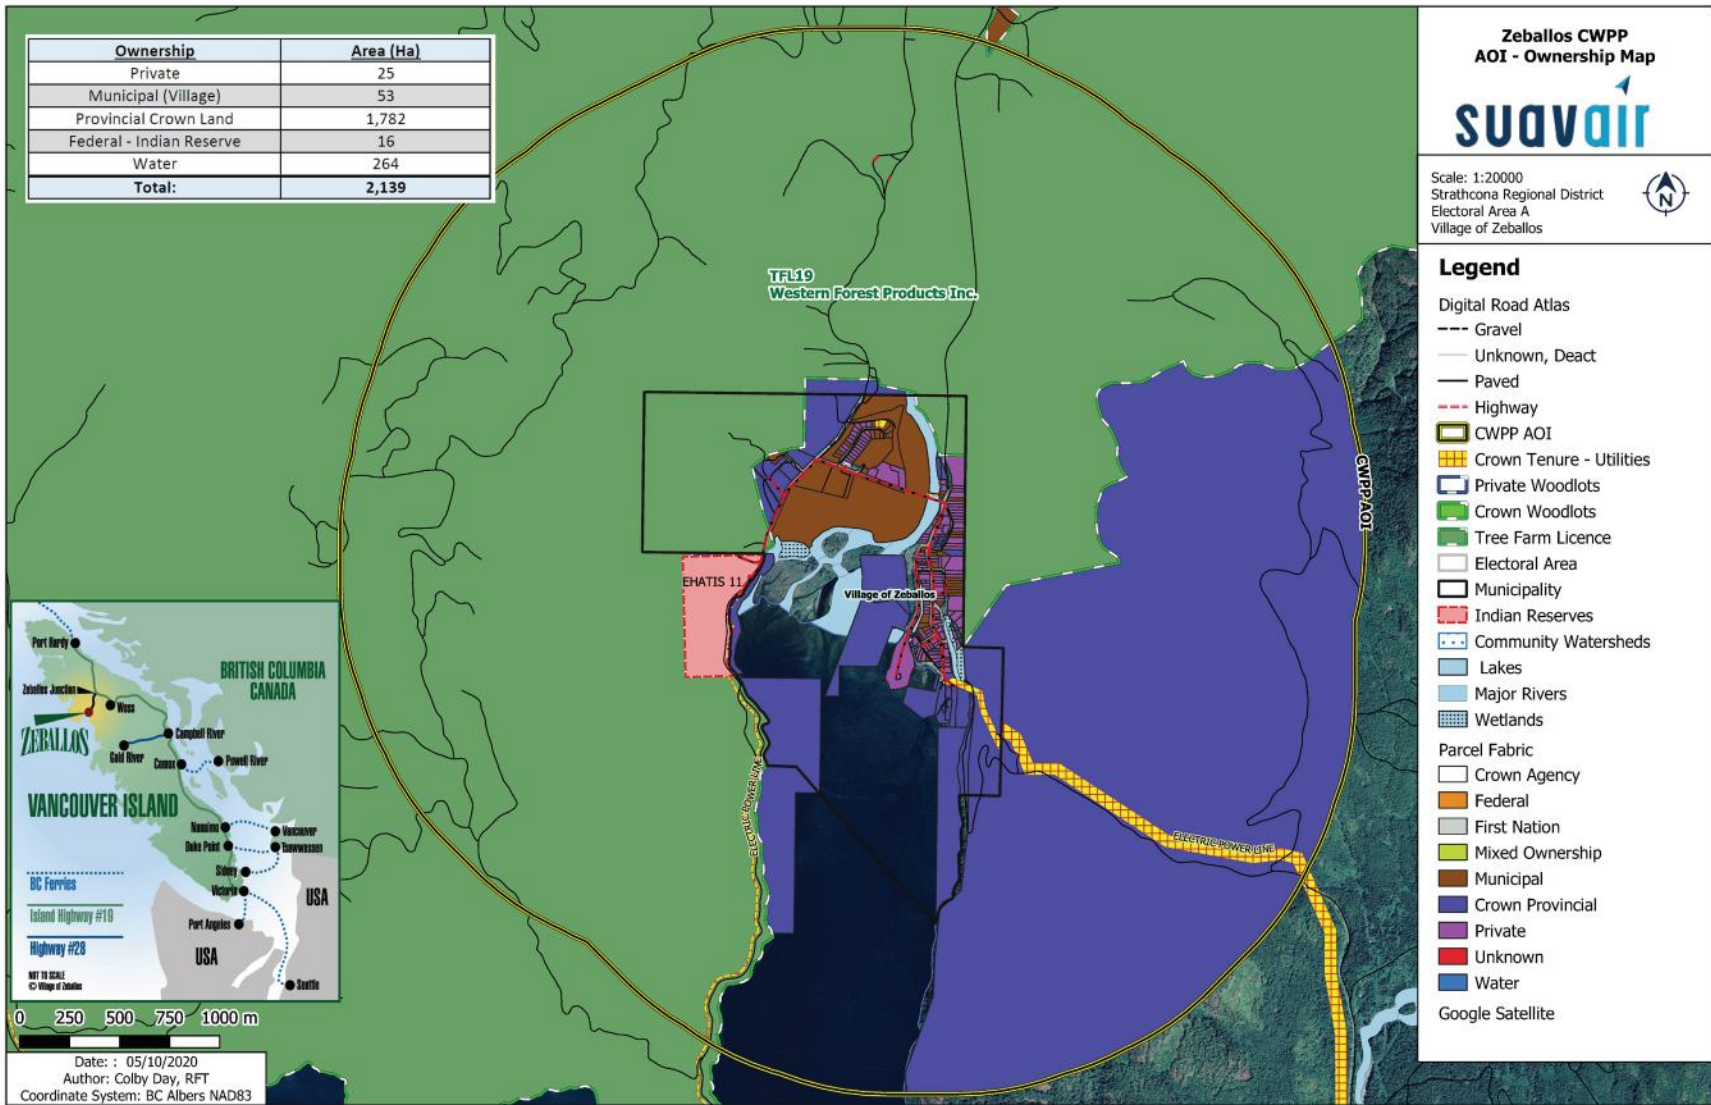 Ownership Area (Ha)
Private 25
Municipal (Village) 53
Provincial Crown Land 1,782
Federal - Indian Reserve 16
Water 264
Total: 2,139
TFL19
Western Forest Products Inc.
CWPP AOI
EHATIS 11
Village of Zeballos
ELECTRIC POWER LINE
ELECTRIC POWER LINE
Port Hardy
BRITISH COLUMBIA
CANADA
Zeballos Junction
Woss
ZEBALLOS
Campbell River
Gold River
Comox
Powell River
VANCOUVER ISLAND
Nanaimo
Vancouver
Duke Point
Tsawwassen
Sidney
BC Ferries
Victoria
USA
Island Highway #19
Port Angeles
Highway #28
USA
NOT TO SCALE
© Village of Zeballos
Seattle
0 250 500 750 1000 m
Date: : 05/10/2020
Author: Colby Day, RFT
Coordinate System: BC Albers NAD83
Zeballos CWPP
AOI - Ownership Map
suavair
Scale: 1:20000
Strathcona Regional District
Electoral Area A
Village of Zeballos
N
Legend
Digital Road Atlas
Gravel
Unknown, Deact
Paved
Highway
CWPP AOI
Crown Tenure - Utilities
Private Woodlots
Crown Woodlots
Tree Farm Licence
Electoral Area
Municipality
Indian Reserves
Community Watersheds
Lakes
Major Rivers
Wetlands
Parcel Fabric
Crown Agency
Federal
First Nation
Mixed Ownership
Municipal
Crown Provincial
Private
Unknown
Water
Google Satellite